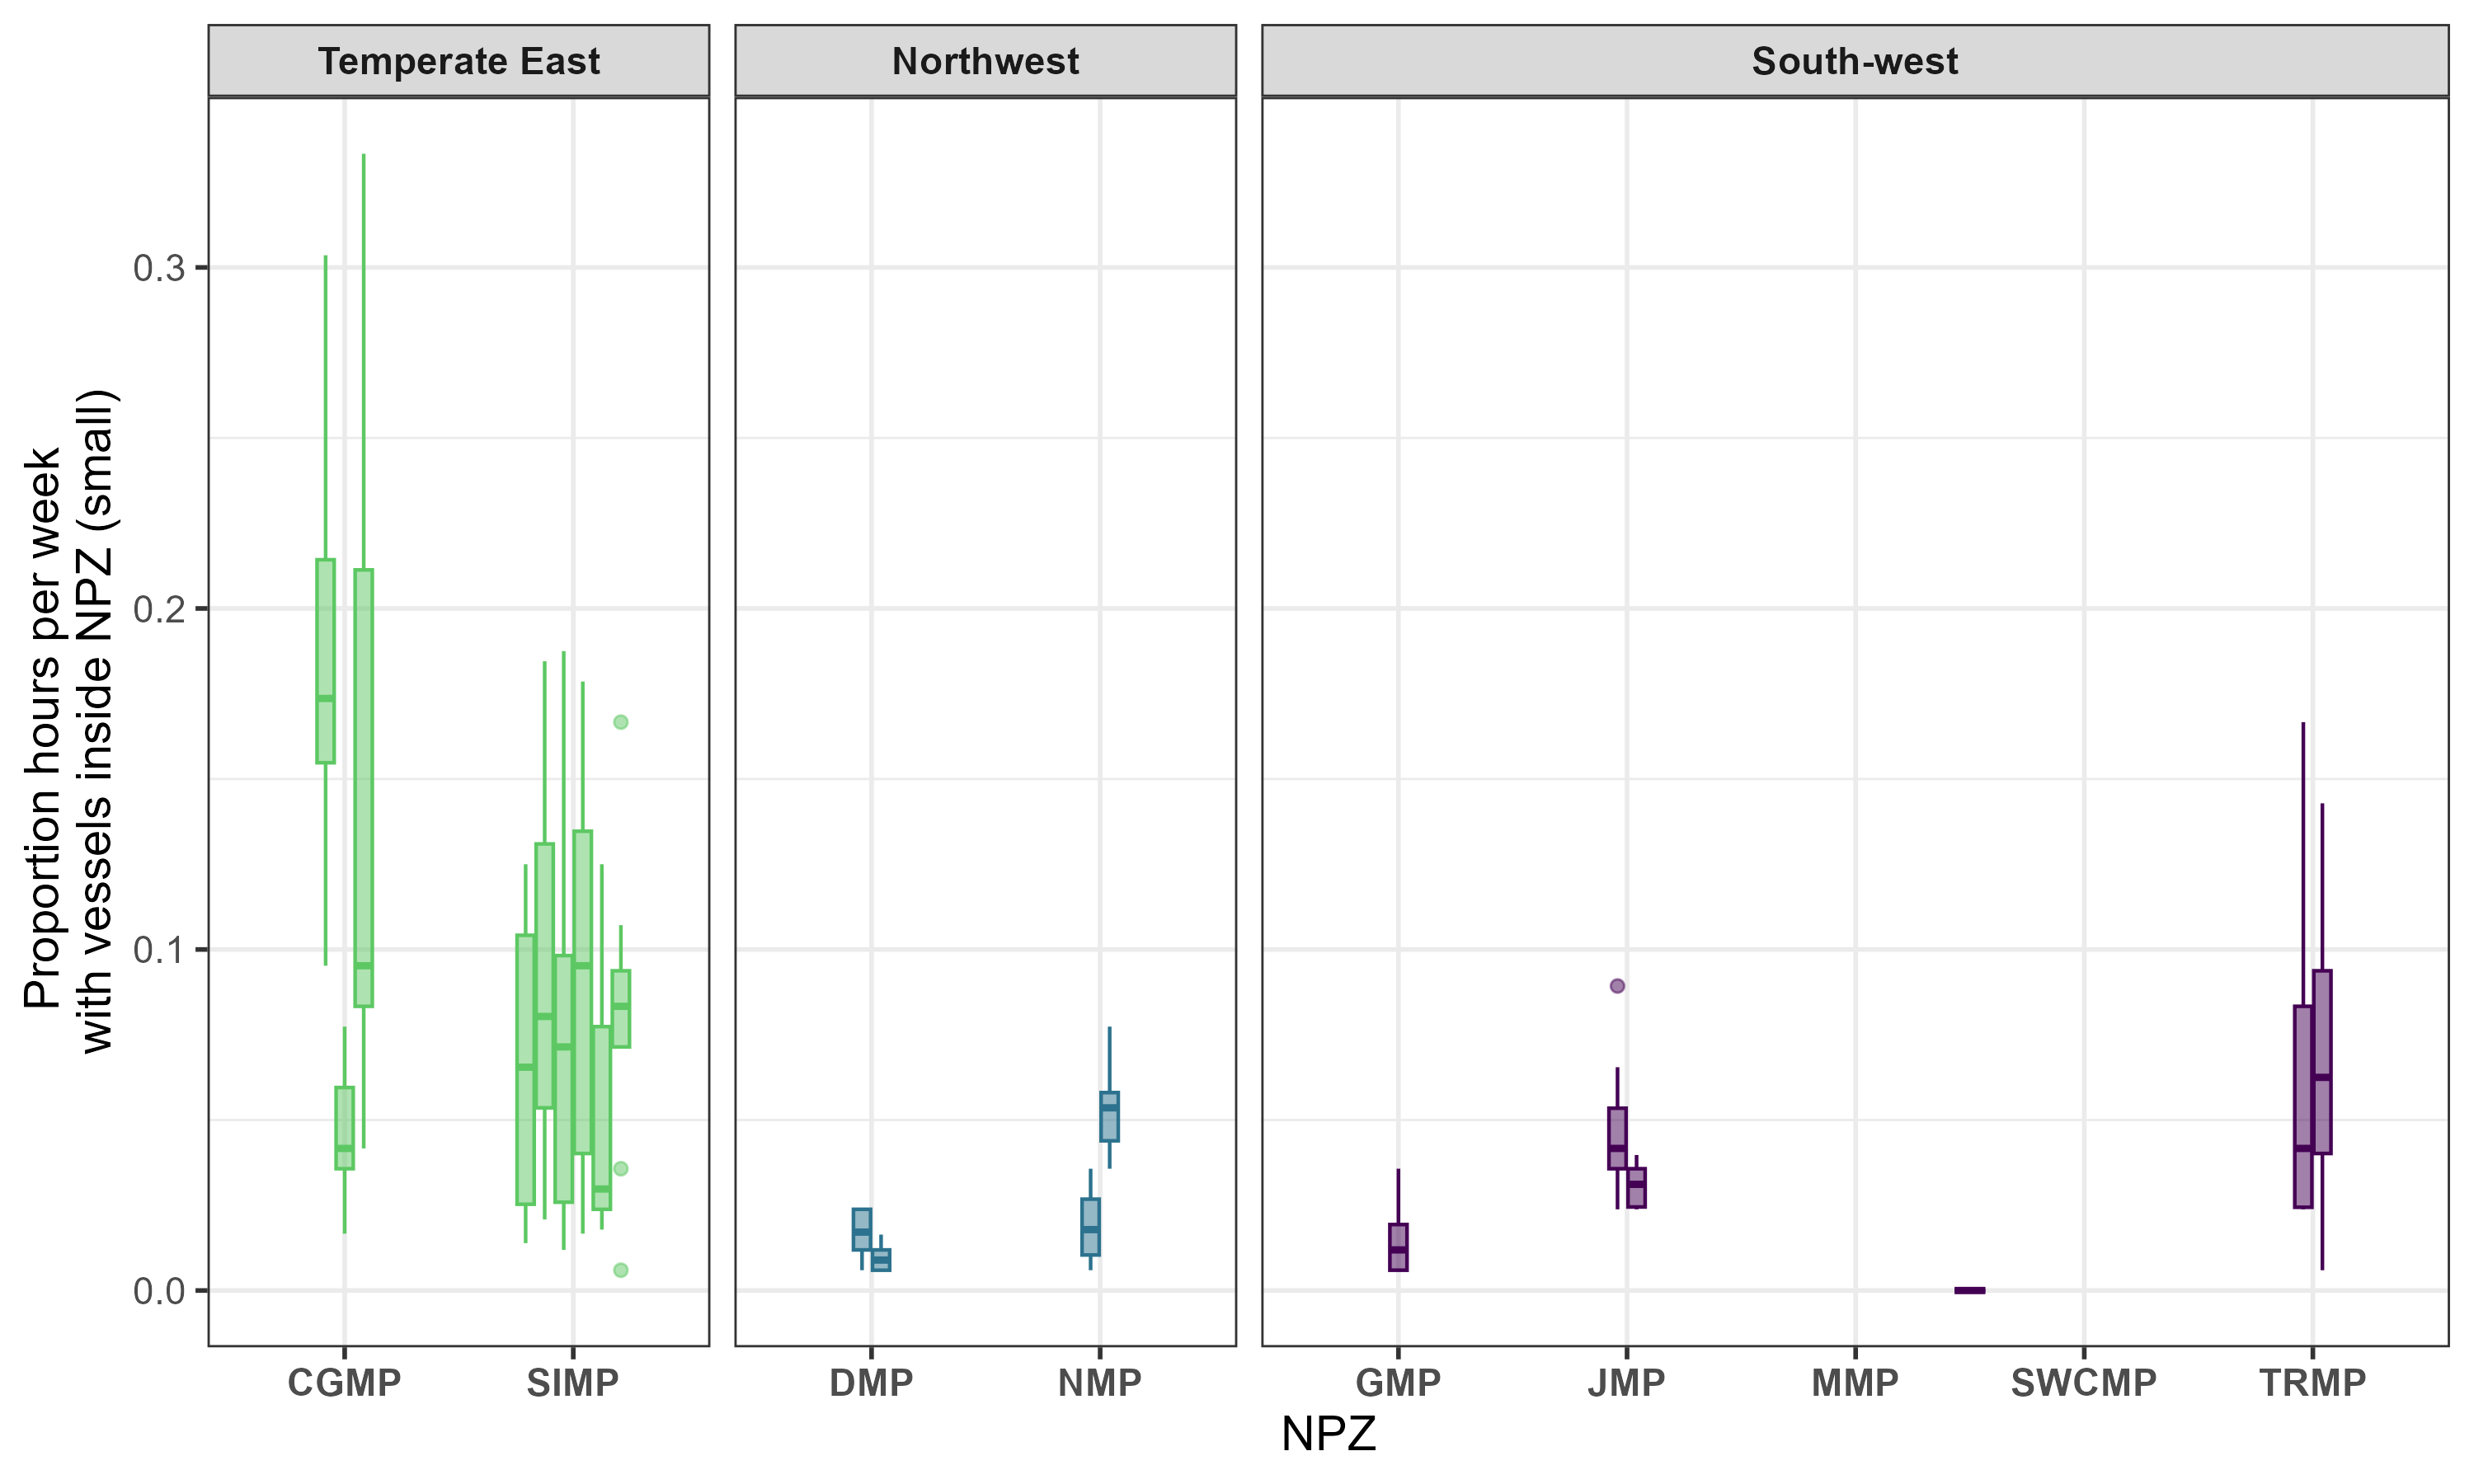 Temperate East
Northwest
South-west
Proportion hours per week
with vessels inside NPZ (small)
0.3
0.2
0.1
0.0
CGMP
SIMP
DMP
NMP
GMP
JMP
MMP
SWCMP
TRMP
NPZ